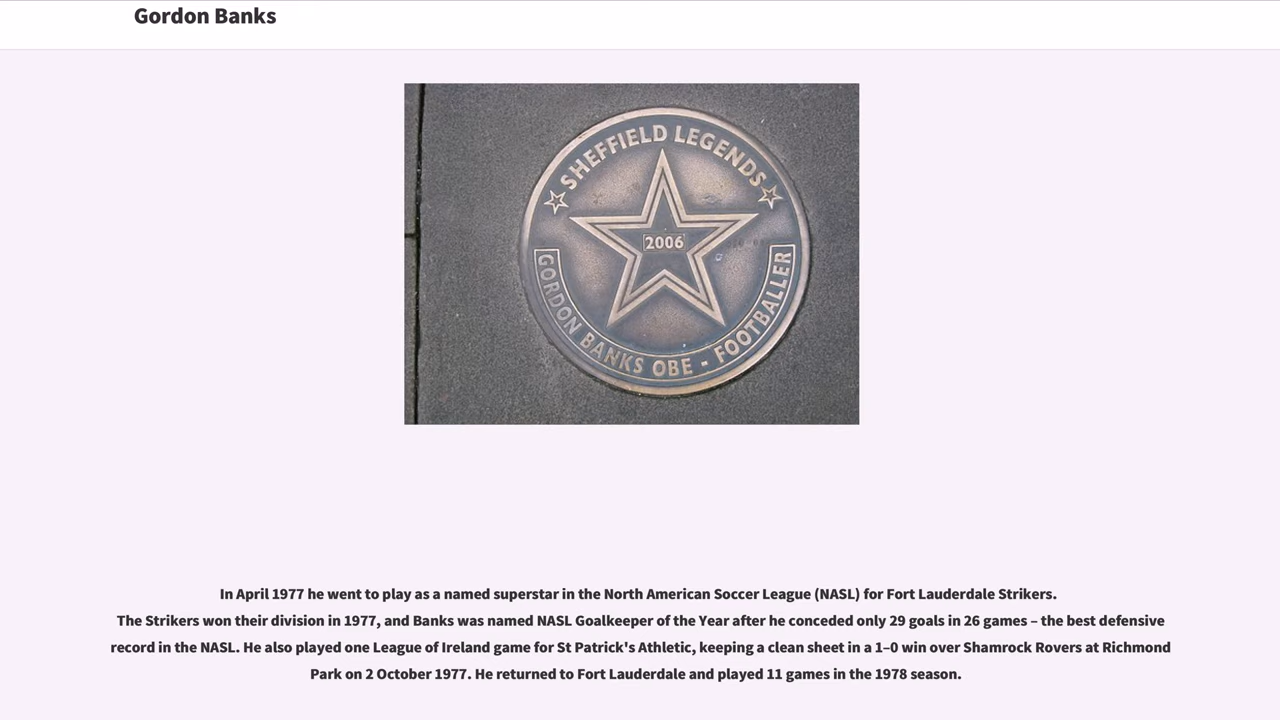 Gordon Banks
SHEFFIELD LEGENDS
2006
GORDON BANKS OBE - FOOTBALLER
In April 1977 he went to play as a named superstar in the North American Soccer League (NASL) for Fort Lauderdale Strikers.
The Strikers won their division in 1977, and Banks was named NASL Goalkeeper of the Year after he conceded only 29 goals in 26 games – the best defensive
record in the NASL. He also played one League of Ireland game for St Patrick's Athletic, keeping a clean sheet in a 1–0 win over Shamrock Rovers at Richmond
Park on 2 October 1977. He returned to Fort Lauderdale and played 11 games in the 1978 season.